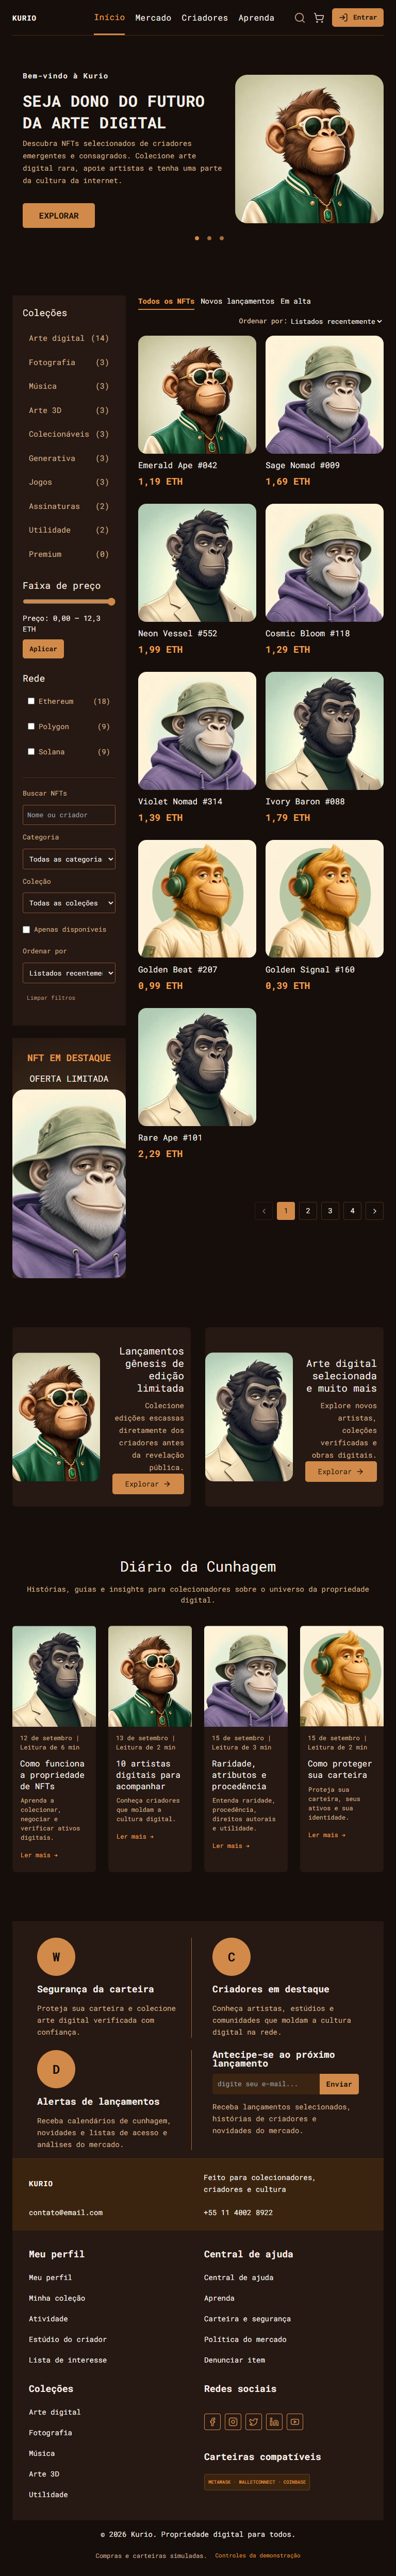 KURIO
Início
Mercado
Criadores
Aprenda
Entrar
Bem-vindo à Kurio
SEJA DONO DO FUTURO
DA ARTE DIGITAL
Descubra NFTs selecionados de criadores
emergentes e consagrados. Colecione arte
digital rara, apoie artistas e tenha uma parte
da cultura da internet.
EXPLORAR
Coleções
Arte digital (14)
Fotografia (3)
Música (3)
Arte 3D (3)
Colecionáveis (3)
Generativa (3)
Jogos (3)
Assinaturas (2)
Utilidade (2)
Premium (0)
Faixa de preço
Preço: 0,00 – 12,3
ETH
Aplicar
Rede
Ethereum (18)
Polygon (9)
Solana (9)
Buscar NFTs
Nome ou criador
Categoria
Todas as categoria
Coleção
Todas as coleções
Apenas disponíveis
Ordenar por
Listados recenteme
Limpar filtros
NFT EM DESTAQUE
OFERTA LIMITADA
Todos os NFTs
Novos lançamentos
Em alta
Ordenar por: Listados recentemente
Emerald Ape #042
1,19 ETH
Sage Nomad #009
1,69 ETH
Neon Vessel #552
1,99 ETH
Cosmic Bloom #118
1,29 ETH
Violet Nomad #314
1,39 ETH
Ivory Baron #088
1,79 ETH
Golden Beat #207
0,99 ETH
Golden Signal #160
0,39 ETH
Rare Ape #101
2,29 ETH
‹ 1 2 3 4 ›
Lançamentos
gênesis de
edição
limitada
Colecione
edições escassas
diretamente dos
criadores antes
da revelação
pública.
Explorar →
Arte digital
selecionada
e muito mais
Explore novos
artistas,
coleções
verificadas e
obras digitais.
Explorar →
Diário da Cunhagem
Histórias, guias e insights para colecionadores sobre o universo da propriedade
digital.
12 de setembro |
Leitura de 6 min
Como funciona
a propriedade
de NFTs
Aprenda a
colecionar,
negociar e
verificar ativos
digitais.
Ler mais →
13 de setembro |
Leitura de 2 min
10 artistas
digitais para
acompanhar
Conheça criadores
que moldam a
cultura digital.
Ler mais →
15 de setembro |
Leitura de 3 min
Raridade,
atributos e
procedência
Entenda raridade,
procedência,
direitos autorais
e utilidade.
Ler mais →
15 de setembro |
Leitura de 2 min
Como proteger
sua carteira
Proteja sua
carteira, seus
ativos e sua
identidade.
Ler mais →
W
Segurança da carteira
Proteja sua carteira e colecione
arte digital verificada com
confiança.
C
Criadores em destaque
Conheça artistas, estúdios e
comunidades que moldam a cultura
digital na rede.
D
Alertas de lançamentos
Receba calendários de cunhagem,
novidades e listas de acesso e
análises do mercado.
Antecipe-se ao próximo
lançamento
digite seu e-mail...
Enviar
Receba lançamentos selecionados,
histórias de criadores e
novidades do mercado.
KURIO
Feito para colecionadores,
criadores e cultura
contato@email.com
+55 11 4002 8922
Meu perfil
Meu perfil
Minha coleção
Atividade
Estúdio do criador
Lista de interesse
Central de ajuda
Central de ajuda
Aprenda
Carteira e segurança
Política do mercado
Denunciar item
Coleções
Arte digital
Fotografia
Música
Arte 3D
Utilidade
Redes sociais
Carteiras compatíveis
METAMASK · WALLETCONNECT · COINBASE
© 2026 Kurio. Propriedade digital para todos.
Compras e carteiras simuladas.
Controles da demonstração